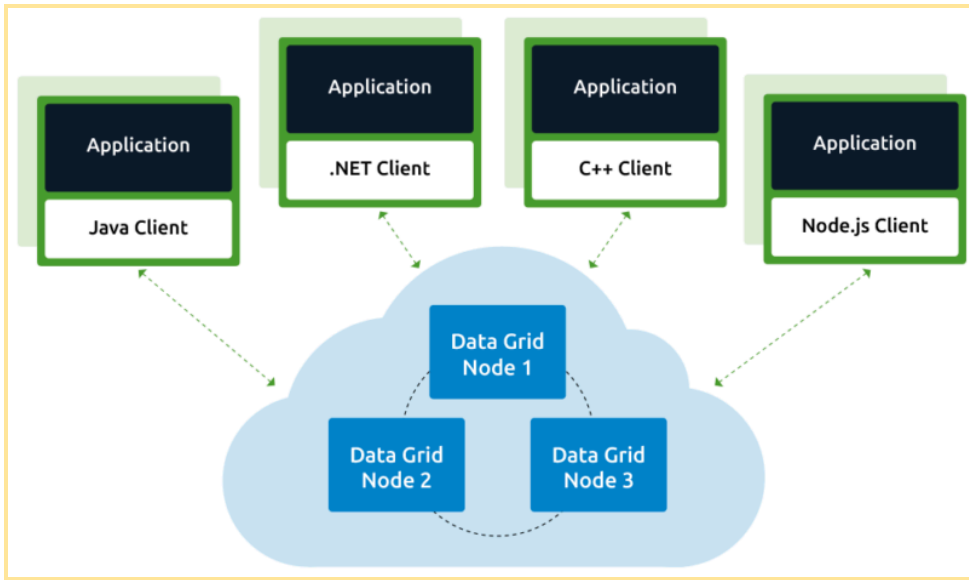 Application
Java Client
Application
.NET Client
Application
C++ Client
Application
Node.js Client
Data Grid
Node 1
Data Grid
Node 2
Data Grid
Node 3